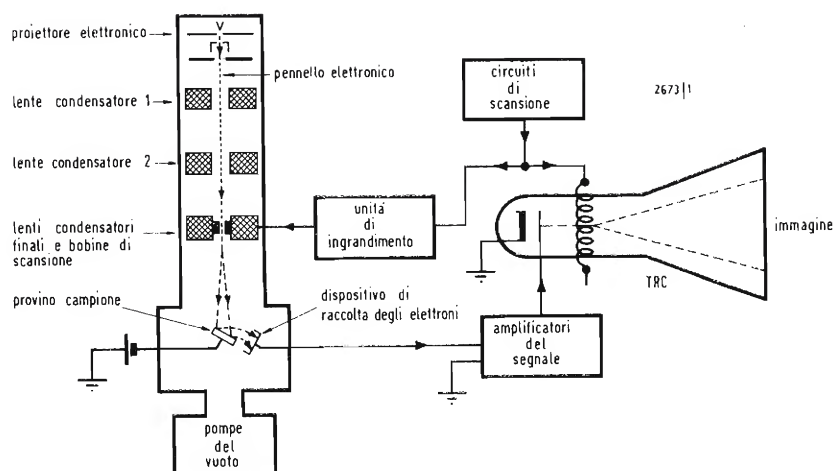 proiettore elettronico
pennello elettronico
lente condensatore 1
lente condensatore 2
lenti condensatori
finali e bobine di
scansione
provino campione
dispositivo di
raccolta degli elettroni
pompe
del
vuoto
unità
di
ingrandimento
circuiti
di
scansione
2673|1
immagine
TRC
amplificatori
del
segnale